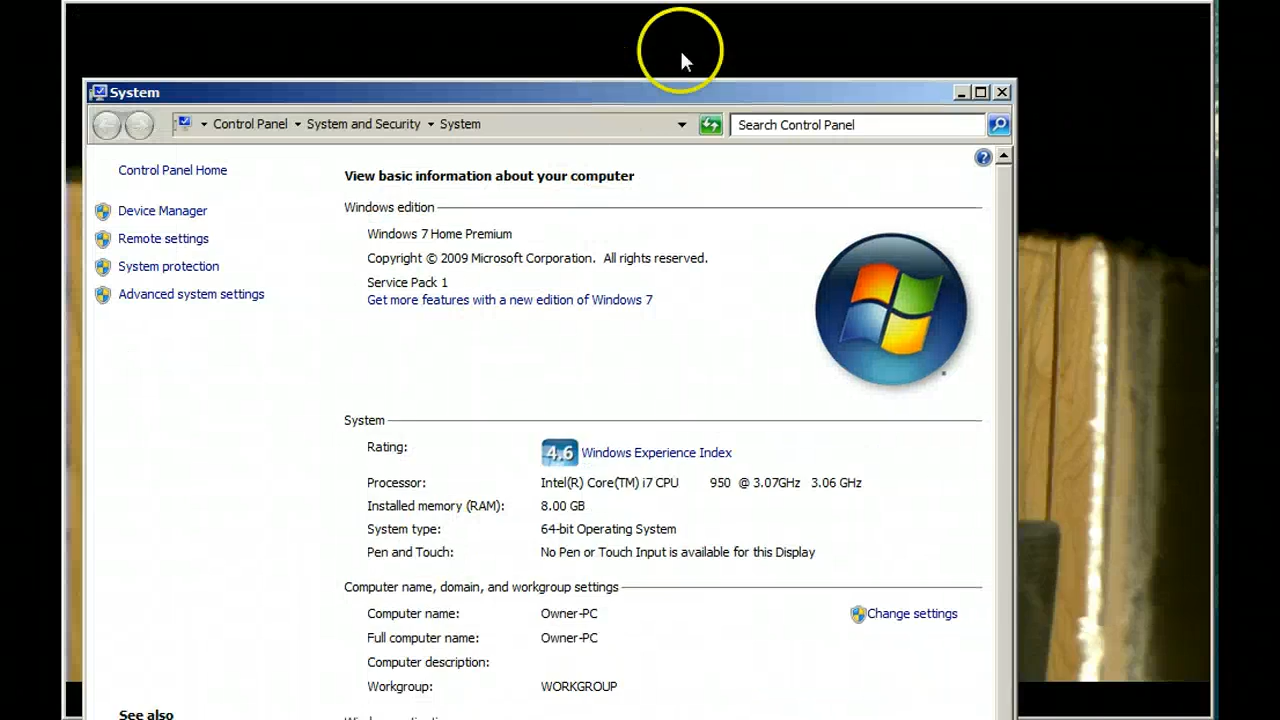 System
Control Panel System and Security System
Search Control Panel
Control Panel Home
Device Manager
Remote settings
System protection
Advanced system settings
See also
View basic information about your computer
Windows edition
Windows 7 Home Premium
Copyright © 2009 Microsoft Corporation. All rights reserved.
Service Pack 1
Get more features with a new edition of Windows 7
System
Rating: 4,6 Windows Experience Index
Processor: Intel(R) Core(TM) i7 CPU 950 @ 3.07GHz 3.06 GHz
Installed memory (RAM): 8.00 GB
System type: 64-bit Operating System
Pen and Touch: No Pen or Touch Input is available for this Display
Computer name, domain, and workgroup settings
Computer name: Owner-PC Change settings
Full computer name: Owner-PC
Computer description:
Workgroup: WORKGROUP